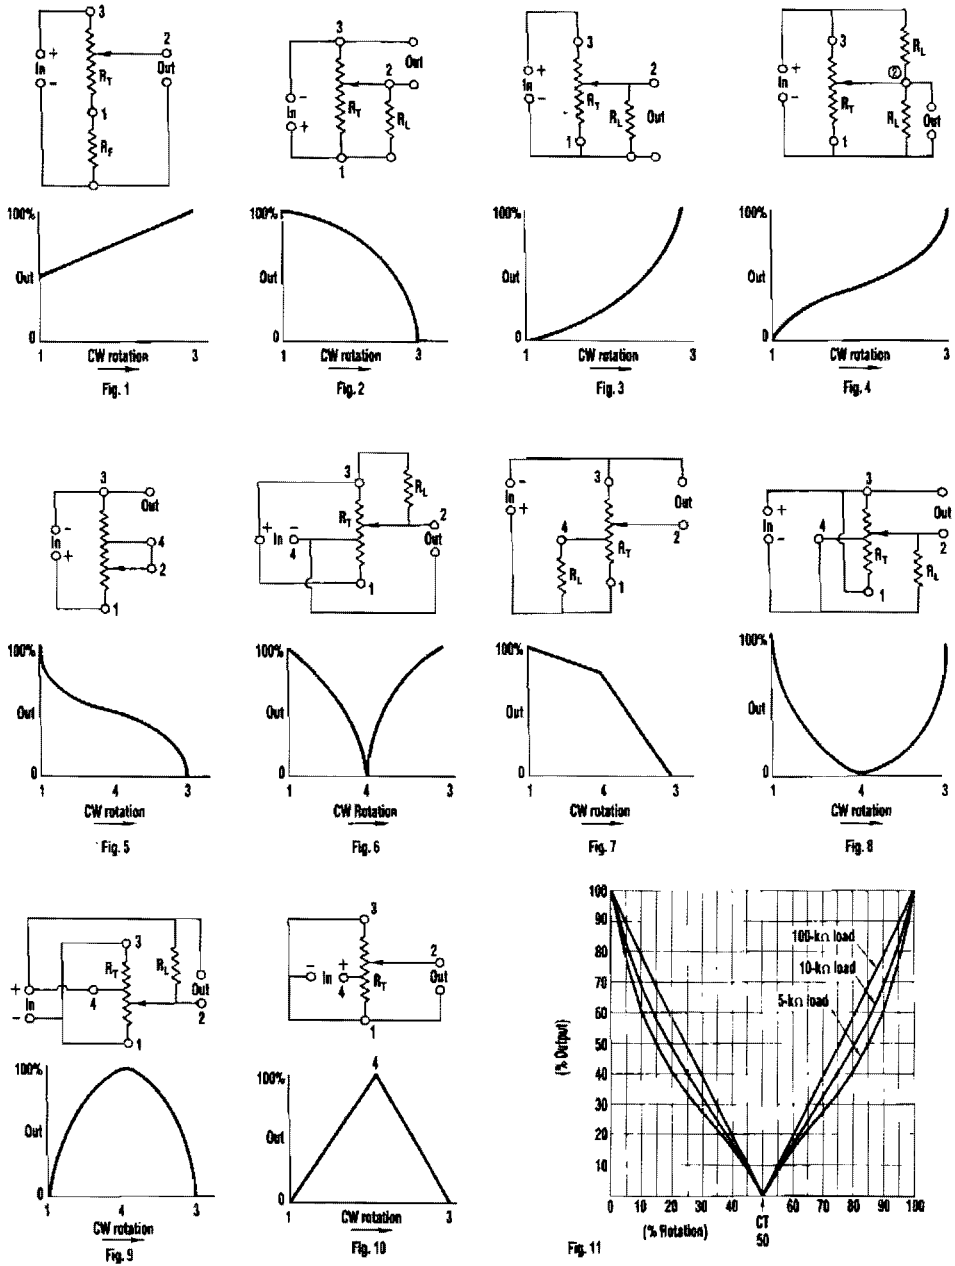 3
+
In
-
2
Out
R_T
1
R_F
100%
Out
0
1
3
CW rotation
Fig. 1
3
Out
2
-
In
+
R_T
R_L
1
100%
Out
0
1
3
CW rotation
Fig. 2
3
+
In
-
2
R_T
R_L
Out
1
100%
Out
0
1
3
CW rotation
Fig. 3
3
R_L
+
In
-
2
R_T
R_L
Out
1
100%
Out
0
1
3
CW rotation
Fig. 4
3
Out
-
In
+
4
2
1
100%
Out
0
1
4
3
CW rotation
Fig. 5
3
R_L
R_T
+
In
-
4
2
Out
1
100%
Out
0
1
4
3
CW Rotation
Fig. 6
3
-
In
+
Out
4
2
R_T
R_L
1
100%
Out
0
1
4
3
CW rotation
Fig. 7
3
+
In
-
Out
4
2
R_T
R_L
1
100%
Out
0
1
4
3
CW rotation
Fig. 8
3
R_T
R_L
+
In
-
4
Out
2
1
100%
Out
0
1
4
3
CW rotation
Fig. 9
3
2
-
In
+
4
R_T
Out
1
4
100%
Out
0
1
3
CW rotation
Fig. 10
100
90
80
70
60
50
40
30
20
10
(% Output)
100-kΩ load
10-kΩ load
5-kΩ load
0 10 20 30 40 60 70 80 90 100
(% Rotation)
CT
50
Fig. 11